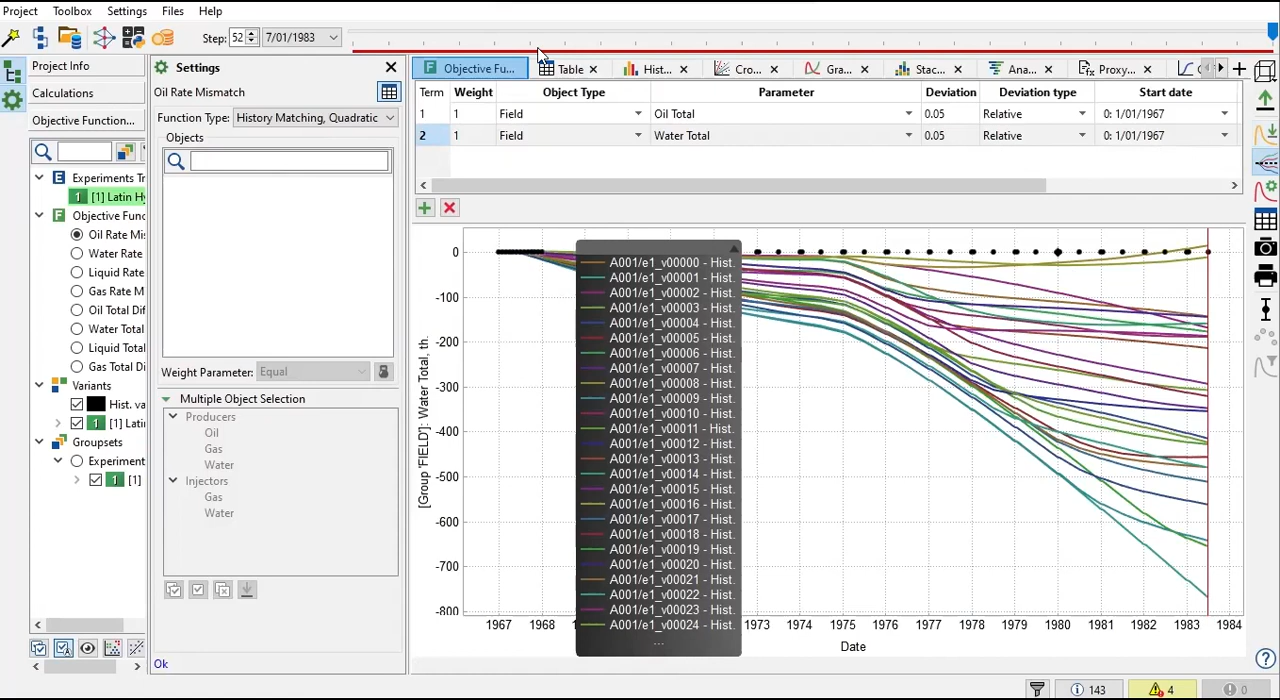 Project Toolbox Settings Files Help
Step: 52 7/01/1983
Project Info
Calculations
Objective Function...
Experiments Tr
1 [1] Latin Hy
Objective Func
Oil Rate Mis
Water Rate
Liquid Rate
Gas Rate M
Oil Total Dif
Water Total
Liquid Total
Gas Total Di
Variants
Hist. va
1 [1] Lati
Groupsets
Experiment
1 [1]
Settings
Oil Rate Mismatch
Function Type: History Matching, Quadratic
Objects
Weight Parameter: Equal
Multiple Object Selection
Producers
Oil
Gas
Water
Injectors
Gas
Water
Ok
Objective Fu... Table Hist... Cro... Gra... Stac... Ana... Proxy...
Term Weight Object Type Parameter Deviation Deviation type Start date
1 1 Field Oil Total 0.05 Relative 0: 1/01/1967
2 1 Field Water Total 0.05 Relative 0: 1/01/1967
[Group 'FIELD']: Water Total, th.
0
-100
-200
-300
-400
-500
-600
-700
-800
A001/e1_v00000 - Hist.
A001/e1_v00001 - Hist.
A001/e1_v00002 - Hist.
A001/e1_v00003 - Hist.
A001/e1_v00004 - Hist.
A001/e1_v00005 - Hist.
A001/e1_v00006 - Hist.
A001/e1_v00007 - Hist.
A001/e1_v00008 - Hist.
A001/e1_v00009 - Hist.
A001/e1_v00010 - Hist.
A001/e1_v00011 - Hist.
A001/e1_v00012 - Hist.
A001/e1_v00013 - Hist.
A001/e1_v00014 - Hist.
A001/e1_v00015 - Hist.
A001/e1_v00016 - Hist.
A001/e1_v00017 - Hist.
A001/e1_v00018 - Hist.
A001/e1_v00019 - Hist.
A001/e1_v00020 - Hist.
A001/e1_v00021 - Hist.
A001/e1_v00022 - Hist.
A001/e1_v00023 - Hist.
A001/e1_v00024 - Hist.
...
1967 1968 1973 1974 1975 1976 1977 1978 1979 1980 1981 1982 1983 1984
Date
143 4 0